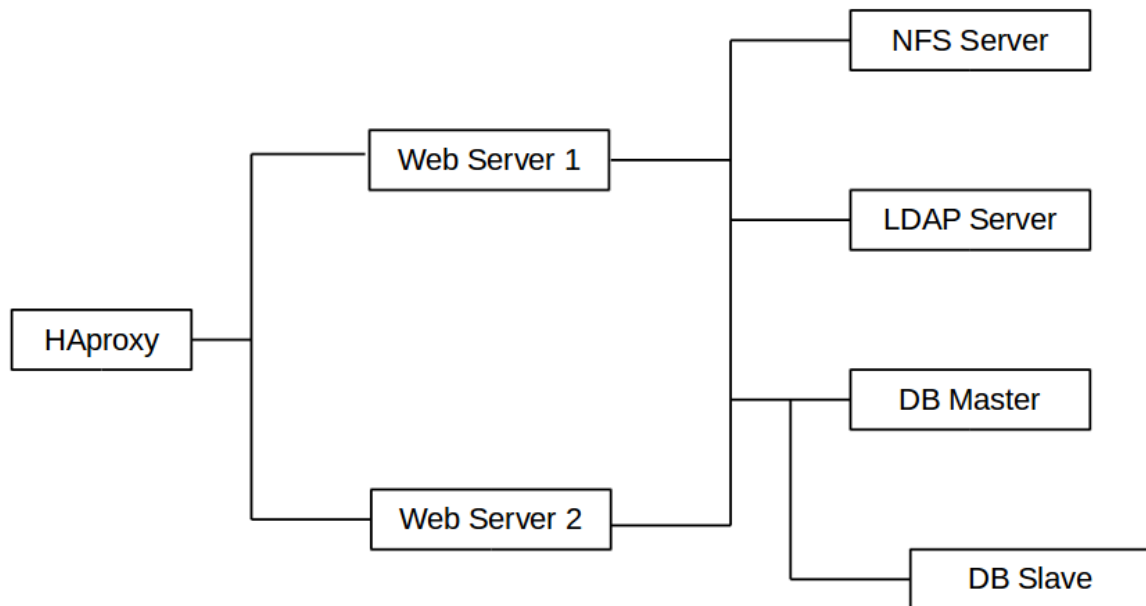 NFS Server
Web Server 1
LDAP Server
HAproxy
DB Master
Web Server 2
DB Slave